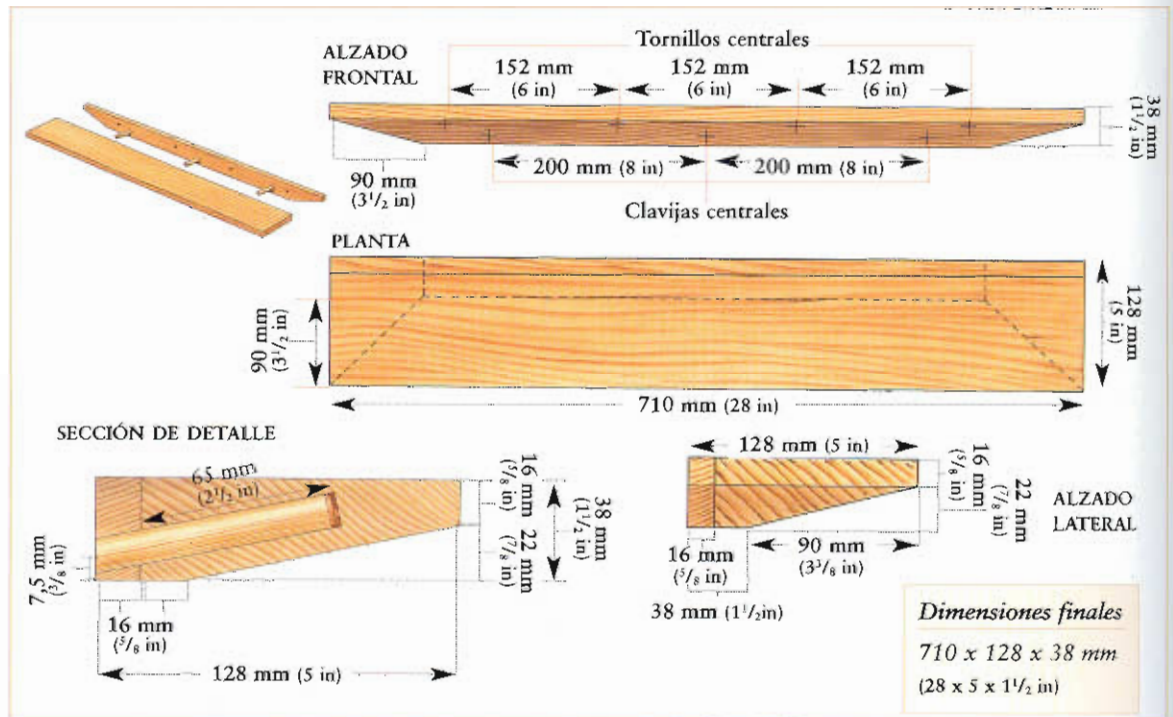 Tornillos centrales
ALZADO
FRONTAL
152 mm
(6 in)
152 mm
(6 in)
152 mm
(6 in)
38 mm
(1 1/2 in)
90 mm
(3 1/2 in)
200 mm (8 in)
200 mm (8 in)
Clavijas centrales
PLANTA
90 mm
(3 1/2 in)
128 mm
(5 in)
710 mm (28 in)
SECCIÓN DE DETALLE
65 mm
(2 1/2 in)
16 mm
(5/8 in)
22 mm
(7/8 in)
38 mm
(1 1/2 in)
7,5 mm
(3/8 in)
16 mm
(5/8 in)
128 mm (5 in)
128 mm (5 in)
16 mm
(5/8 in)
22 mm
(7/8 in)
ALZADO
LATERAL
16 mm
(5/8 in)
90 mm
(3 3/8 in)
38 mm (1 1/2in)
Dimensiones finales
710 x 128 x 38 mm
(28 x 5 x 1 1/2 in)